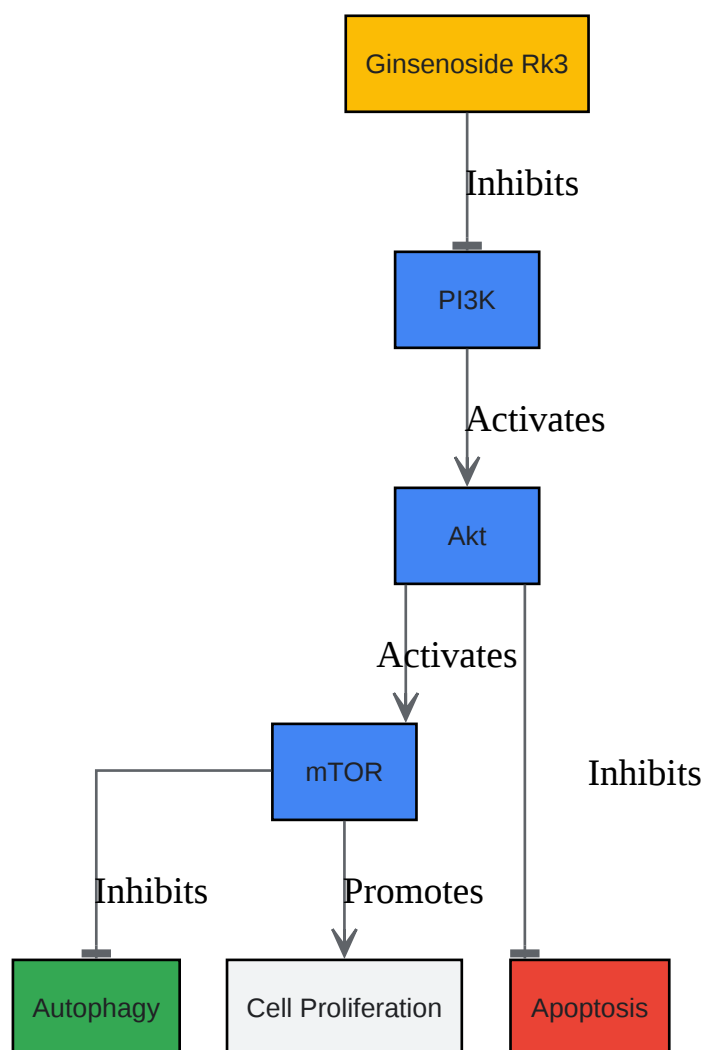 Ginsenoside Rk3
Inhibits
PI3K
Activates
Akt
Activates
mTOR
Inhibits
Inhibits
Promotes
Autophagy
Cell Proliferation
Apoptosis